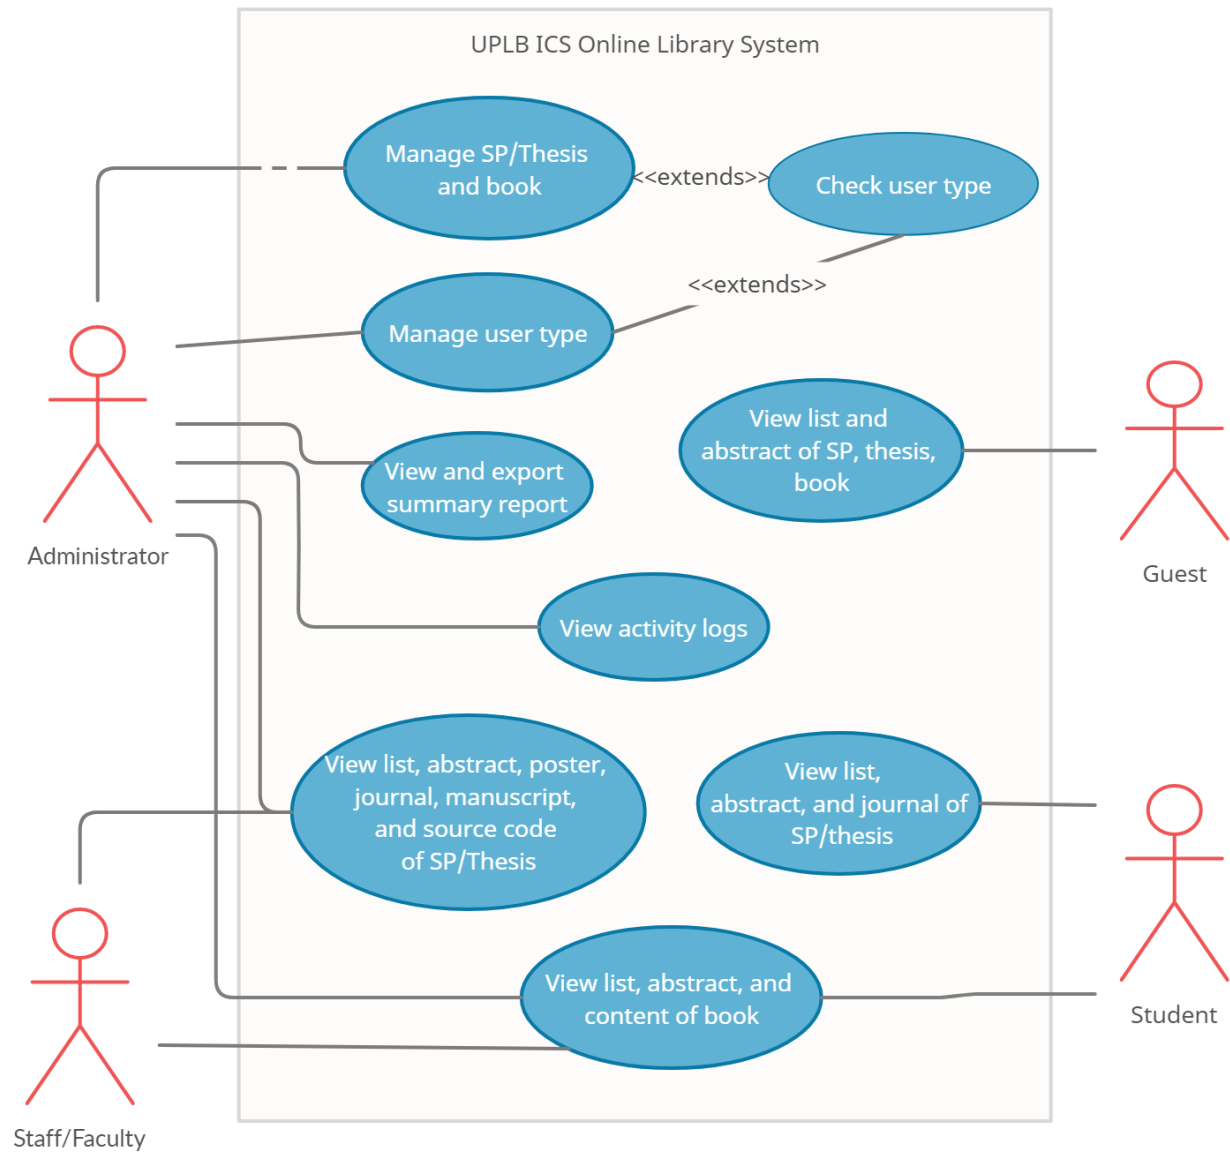 UPLB ICS Online Library System
Manage SP/Thesis
and book
<<extends>>
Check user type
<<extends>>
Manage user type
View list and
abstract of SP, thesis,
book
View and export
summary report
Administrator
Guest
View activity logs
View list, abstract, poster,
journal, manuscript,
and source code
of SP/Thesis
View list,
abstract, and journal of
SP/thesis
View list, abstract, and
content of book
Student
Staff/Faculty